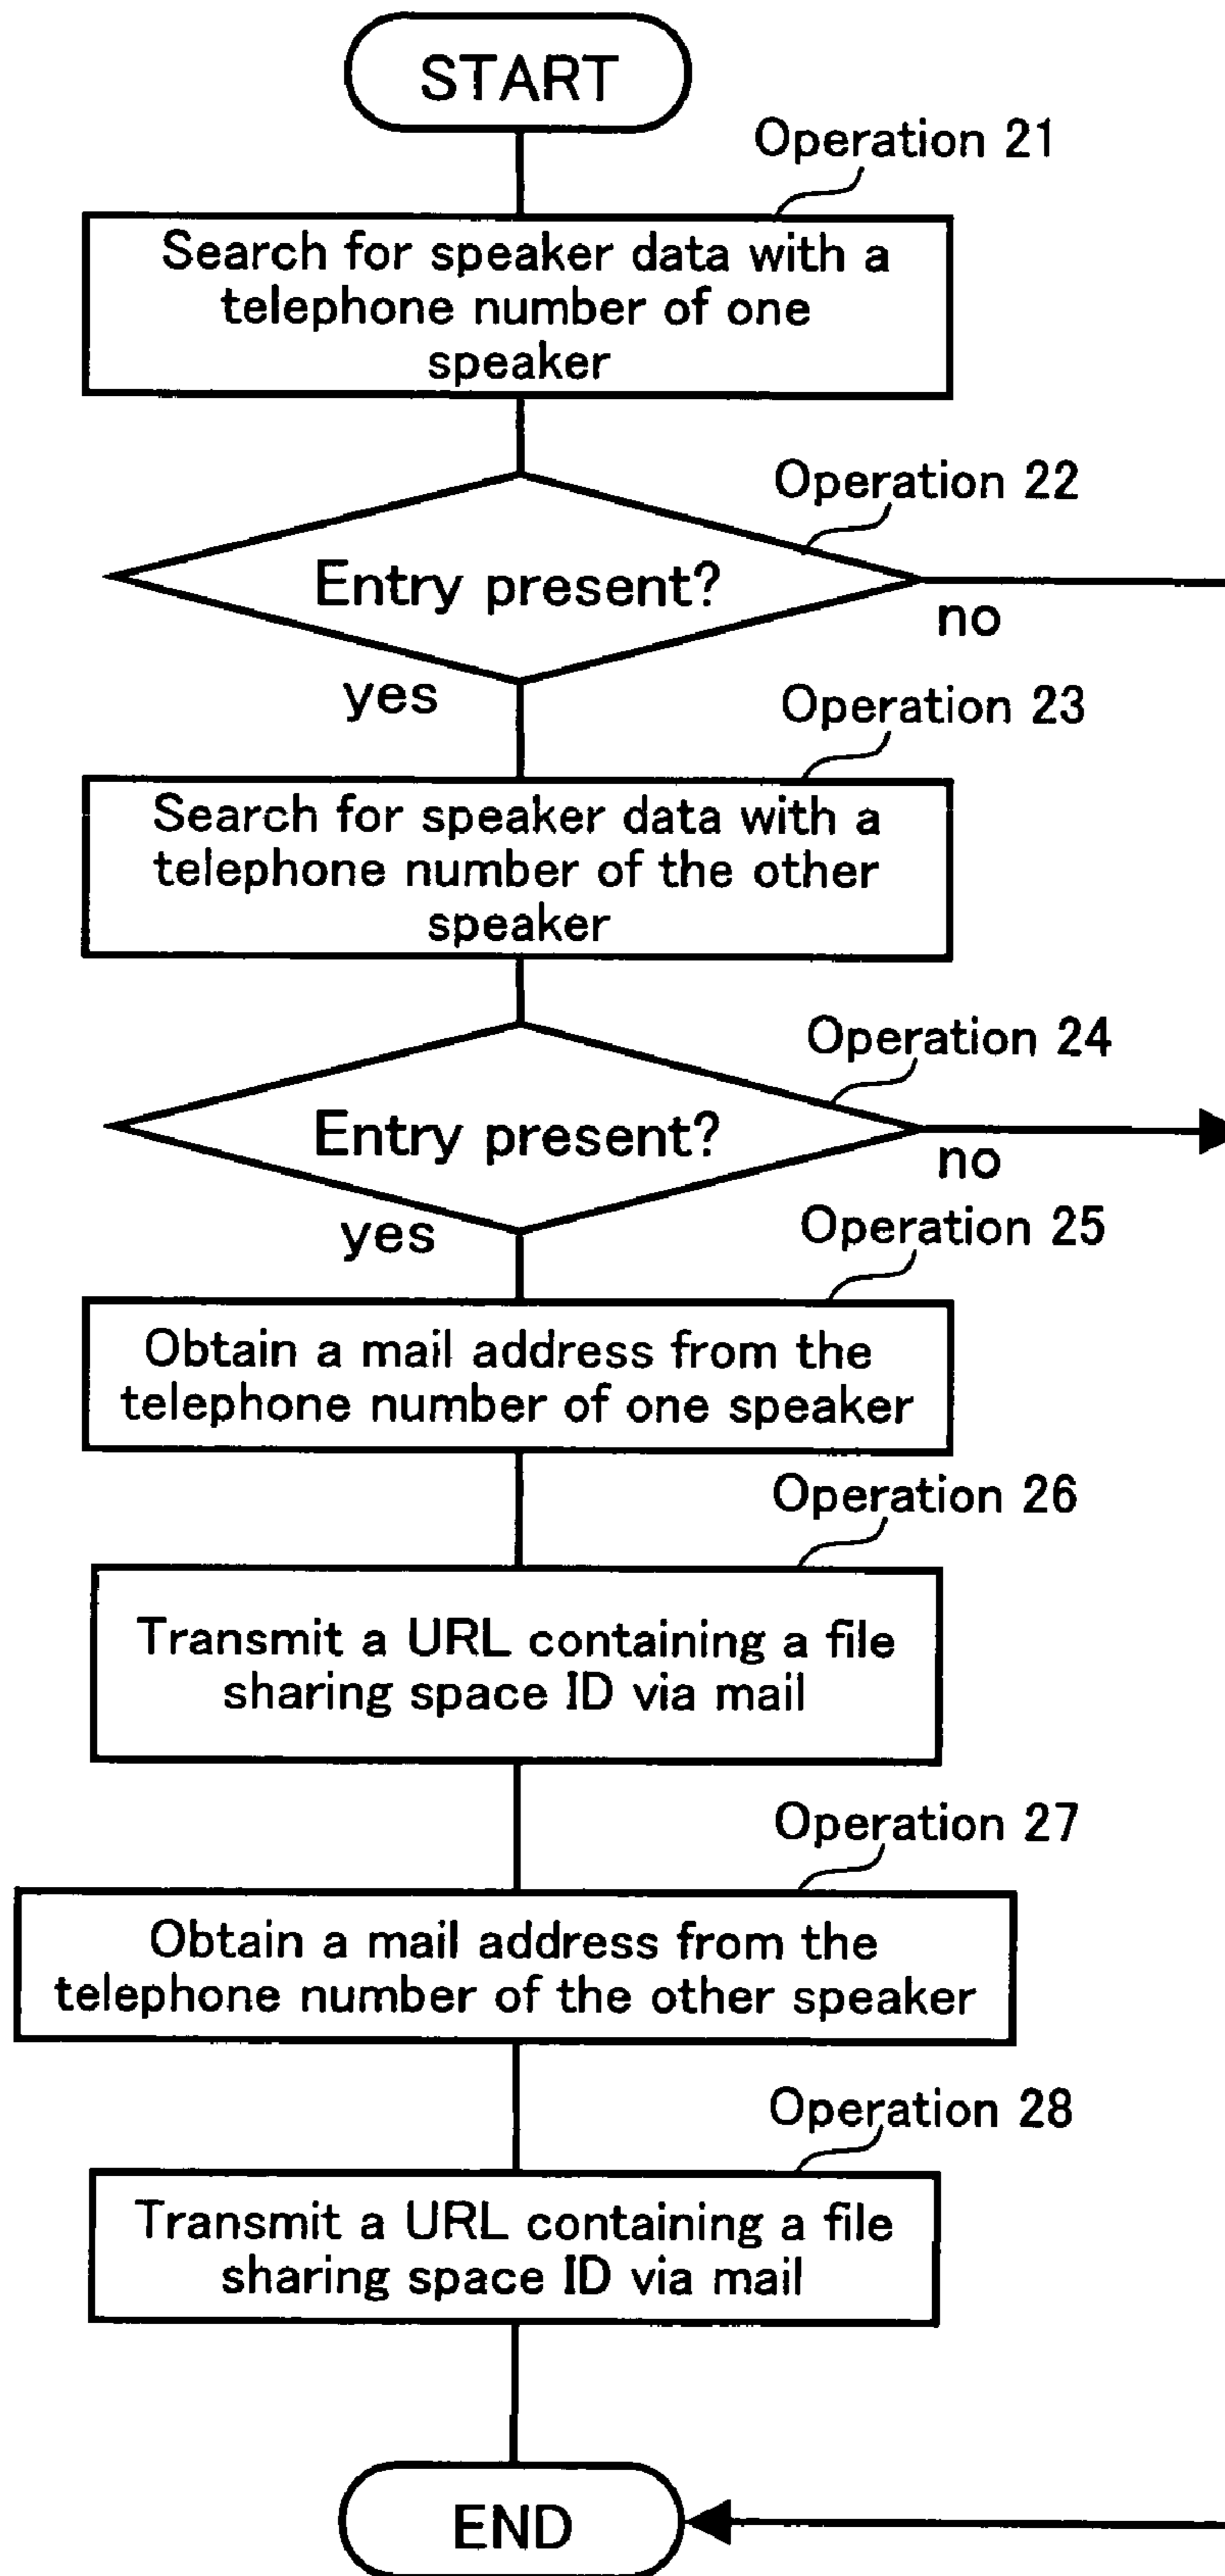 START
Operation 21
Search for speaker data with a
telephone number of one
speaker
Operation 22
Entry present?
no
yes
Operation 23
Search for speaker data with a
telephone number of the other
speaker
Operation 24
Entry present?
no
yes
Operation 25
Obtain a mail address from the
telephone number of one speaker
Operation 26
Transmit a URL containing a file
sharing space ID via mail
Operation 27
Obtain a mail address from the
telephone number of the other speaker
Operation 28
Transmit a URL containing a file
sharing space ID via mail
END